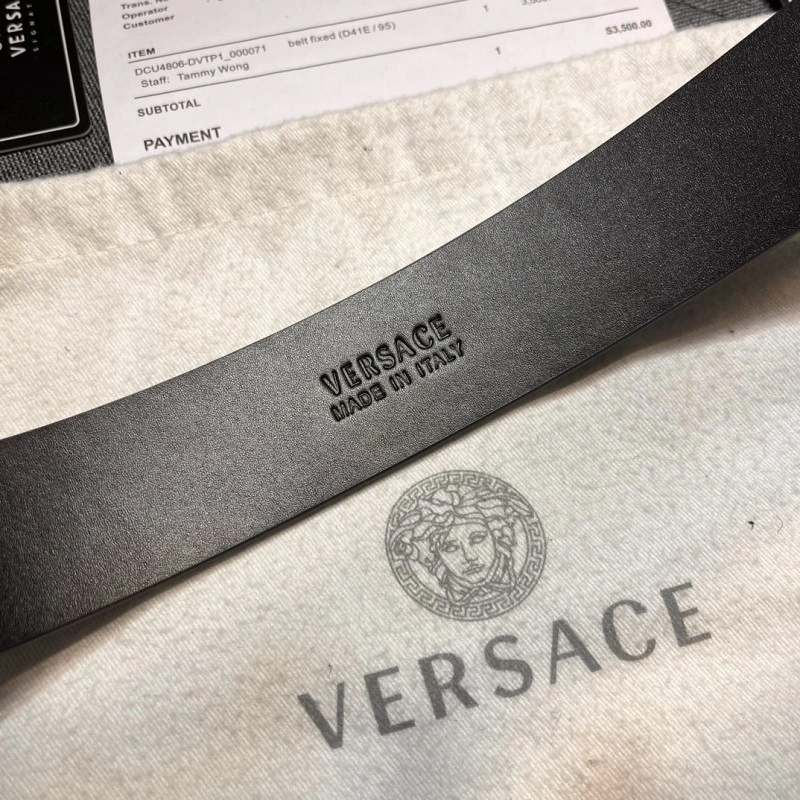 VERSA
Trans. No
Operator
Customer
1
ITEM
DCU4806-DVTP1_000071 belt fixed (D41E / 95)
1
$3,500.00
Staff: Tammy Wong
SUBTOTAL
PAYMENT
VERSACE
MADE IN ITALY
VERSACE